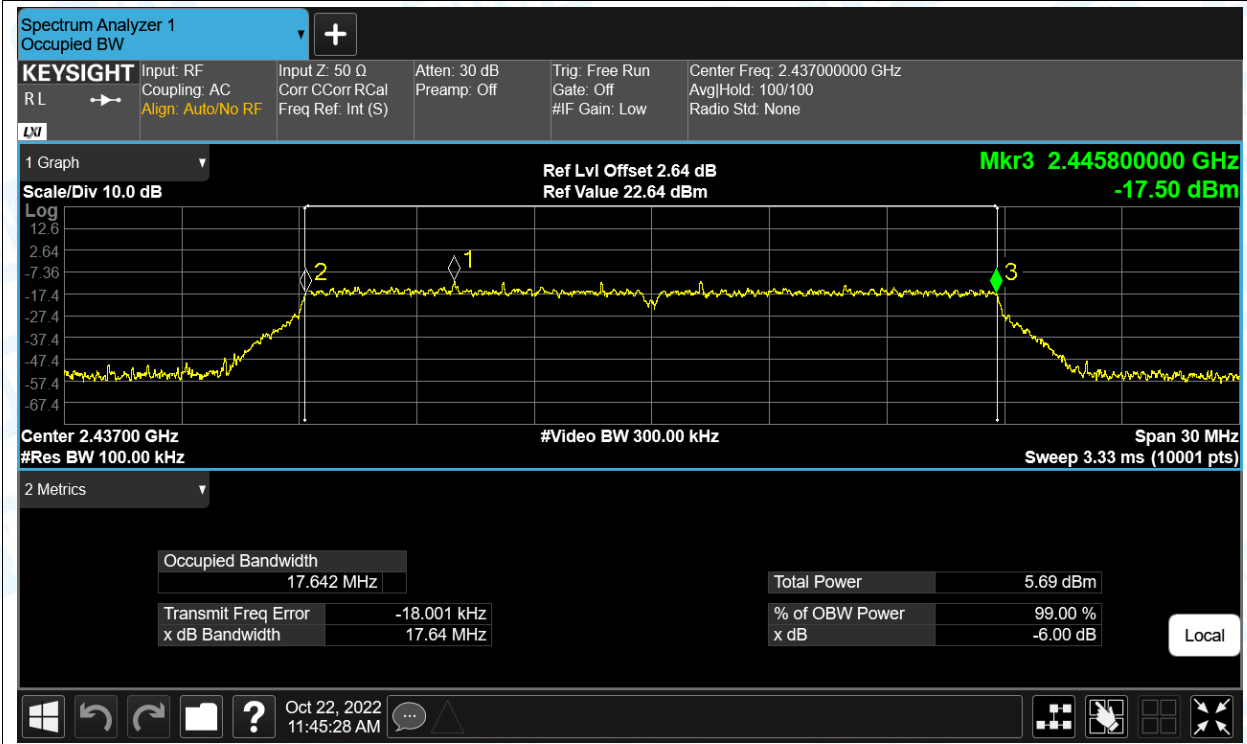 Spectrum Analyzer 1
Occupied BW
▼
+
KEYSIGHT Input: RF Input Z: 50 Ω Atten: 30 dB Trig: Free Run Center Freq: 2.437000000 GHz
R L Coupling: AC Corr CCorr RCal Preamp: Off Gate: Off Avg|Hold: 100/100
Align: Auto/No RF Freq Ref: Int (S) #IF Gain: Low Radio Std: None
LXI
1 Graph ▼ Ref Lvl Offset 2.64 dB Mkr3 2.445800000 GHz
Scale/Div 10.0 dB Ref Value 22.64 dBm -17.50 dBm
Log
12.6
2.64
-7.36
-17.4
-27.4
-37.4
-47.4
-57.4
-67.4
2
1
3
Center 2.43700 GHz #Video BW 300.00 kHz Span 30 MHz
#Res BW 100.00 kHz Sweep 3.33 ms (10001 pts)
2 Metrics ▼
Occupied Bandwidth
17.642 MHz Total Power 5.69 dBm
Transmit Freq Error -18.001 kHz % of OBW Power 99.00 %
x dB Bandwidth 17.64 MHz x dB -6.00 dB
Local
? Oct 22, 2022
11:45:28 AM